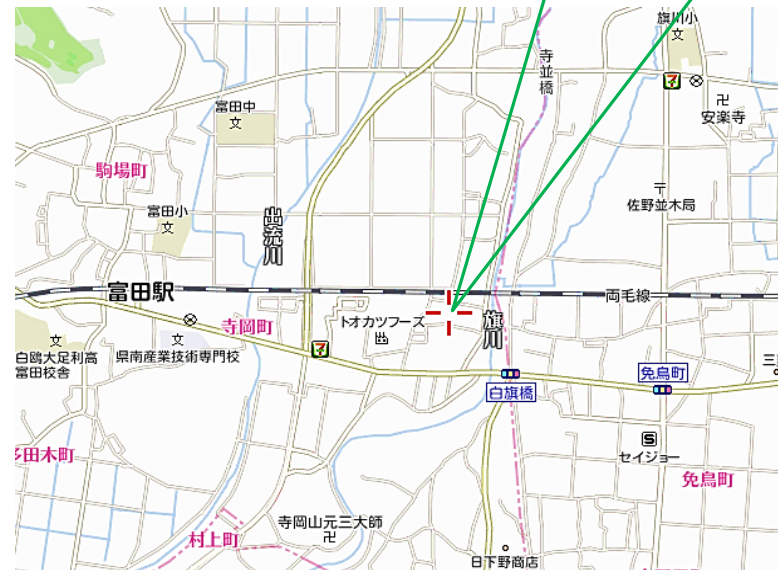 旗川小
文
寺並橋
7
卍
安楽寺
富田中
文
駒場町
〒
佐野並木局
富田小
文
出流川
富田駅
両毛線
寺岡町
トオカツフーズ
旗川
文
白鴎大足利高
富田校舎
文
県南産業技術専門校
7
免鳥町
白旗橋
三
S
セイジョー
多田木町
免鳥町
寺岡山元三大師
卍
村上町
日下野商店